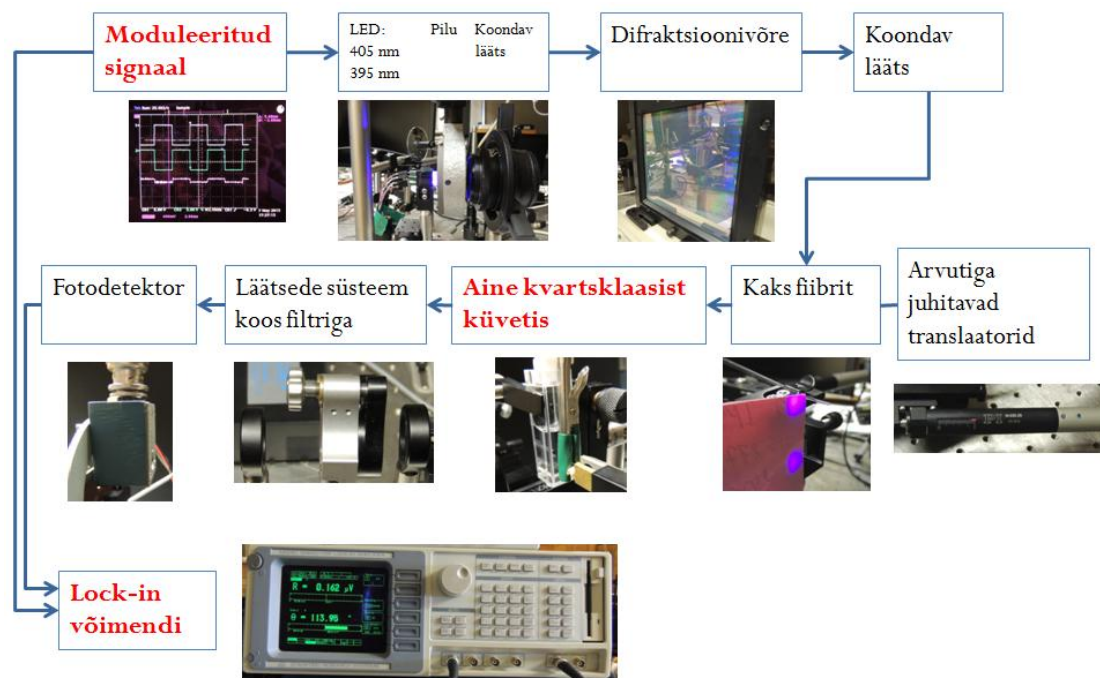 Moduleeritud
signaal
LED: Pilu Koondav
405 nm lääts
395 nm
Difraktsioonivõre
Koondav
lääts
Fotodetektor
Läätsede süsteem
koos filtriga
Aine kvartsklaasist
küvetis
Kaks fiibrit
Arvutiga
juhitavad
translaatorid
Lock-in
võimendi
R = 0.162 µV
θ = 113.95 °